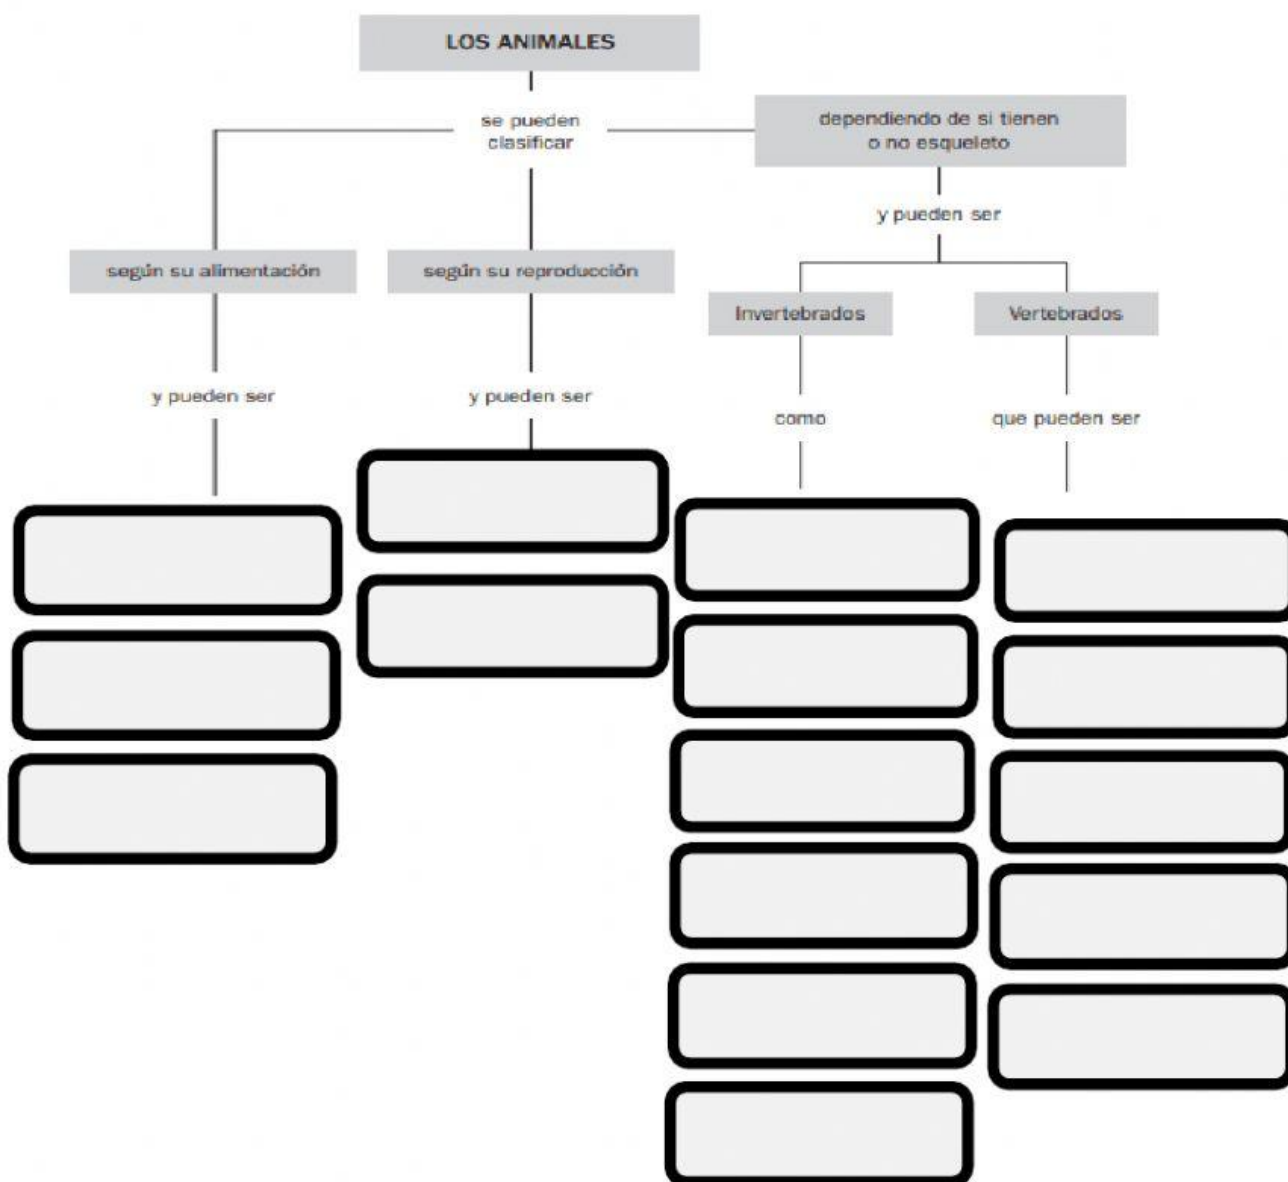 LOS ANIMALES
se pueden
clasificar
dependiendo de si tienen
o no esqueleto
y pueden ser
según su alimentación
según su reproducción
Invertebrados
Vertebrados
y pueden ser
y pueden ser
como
que pueden ser